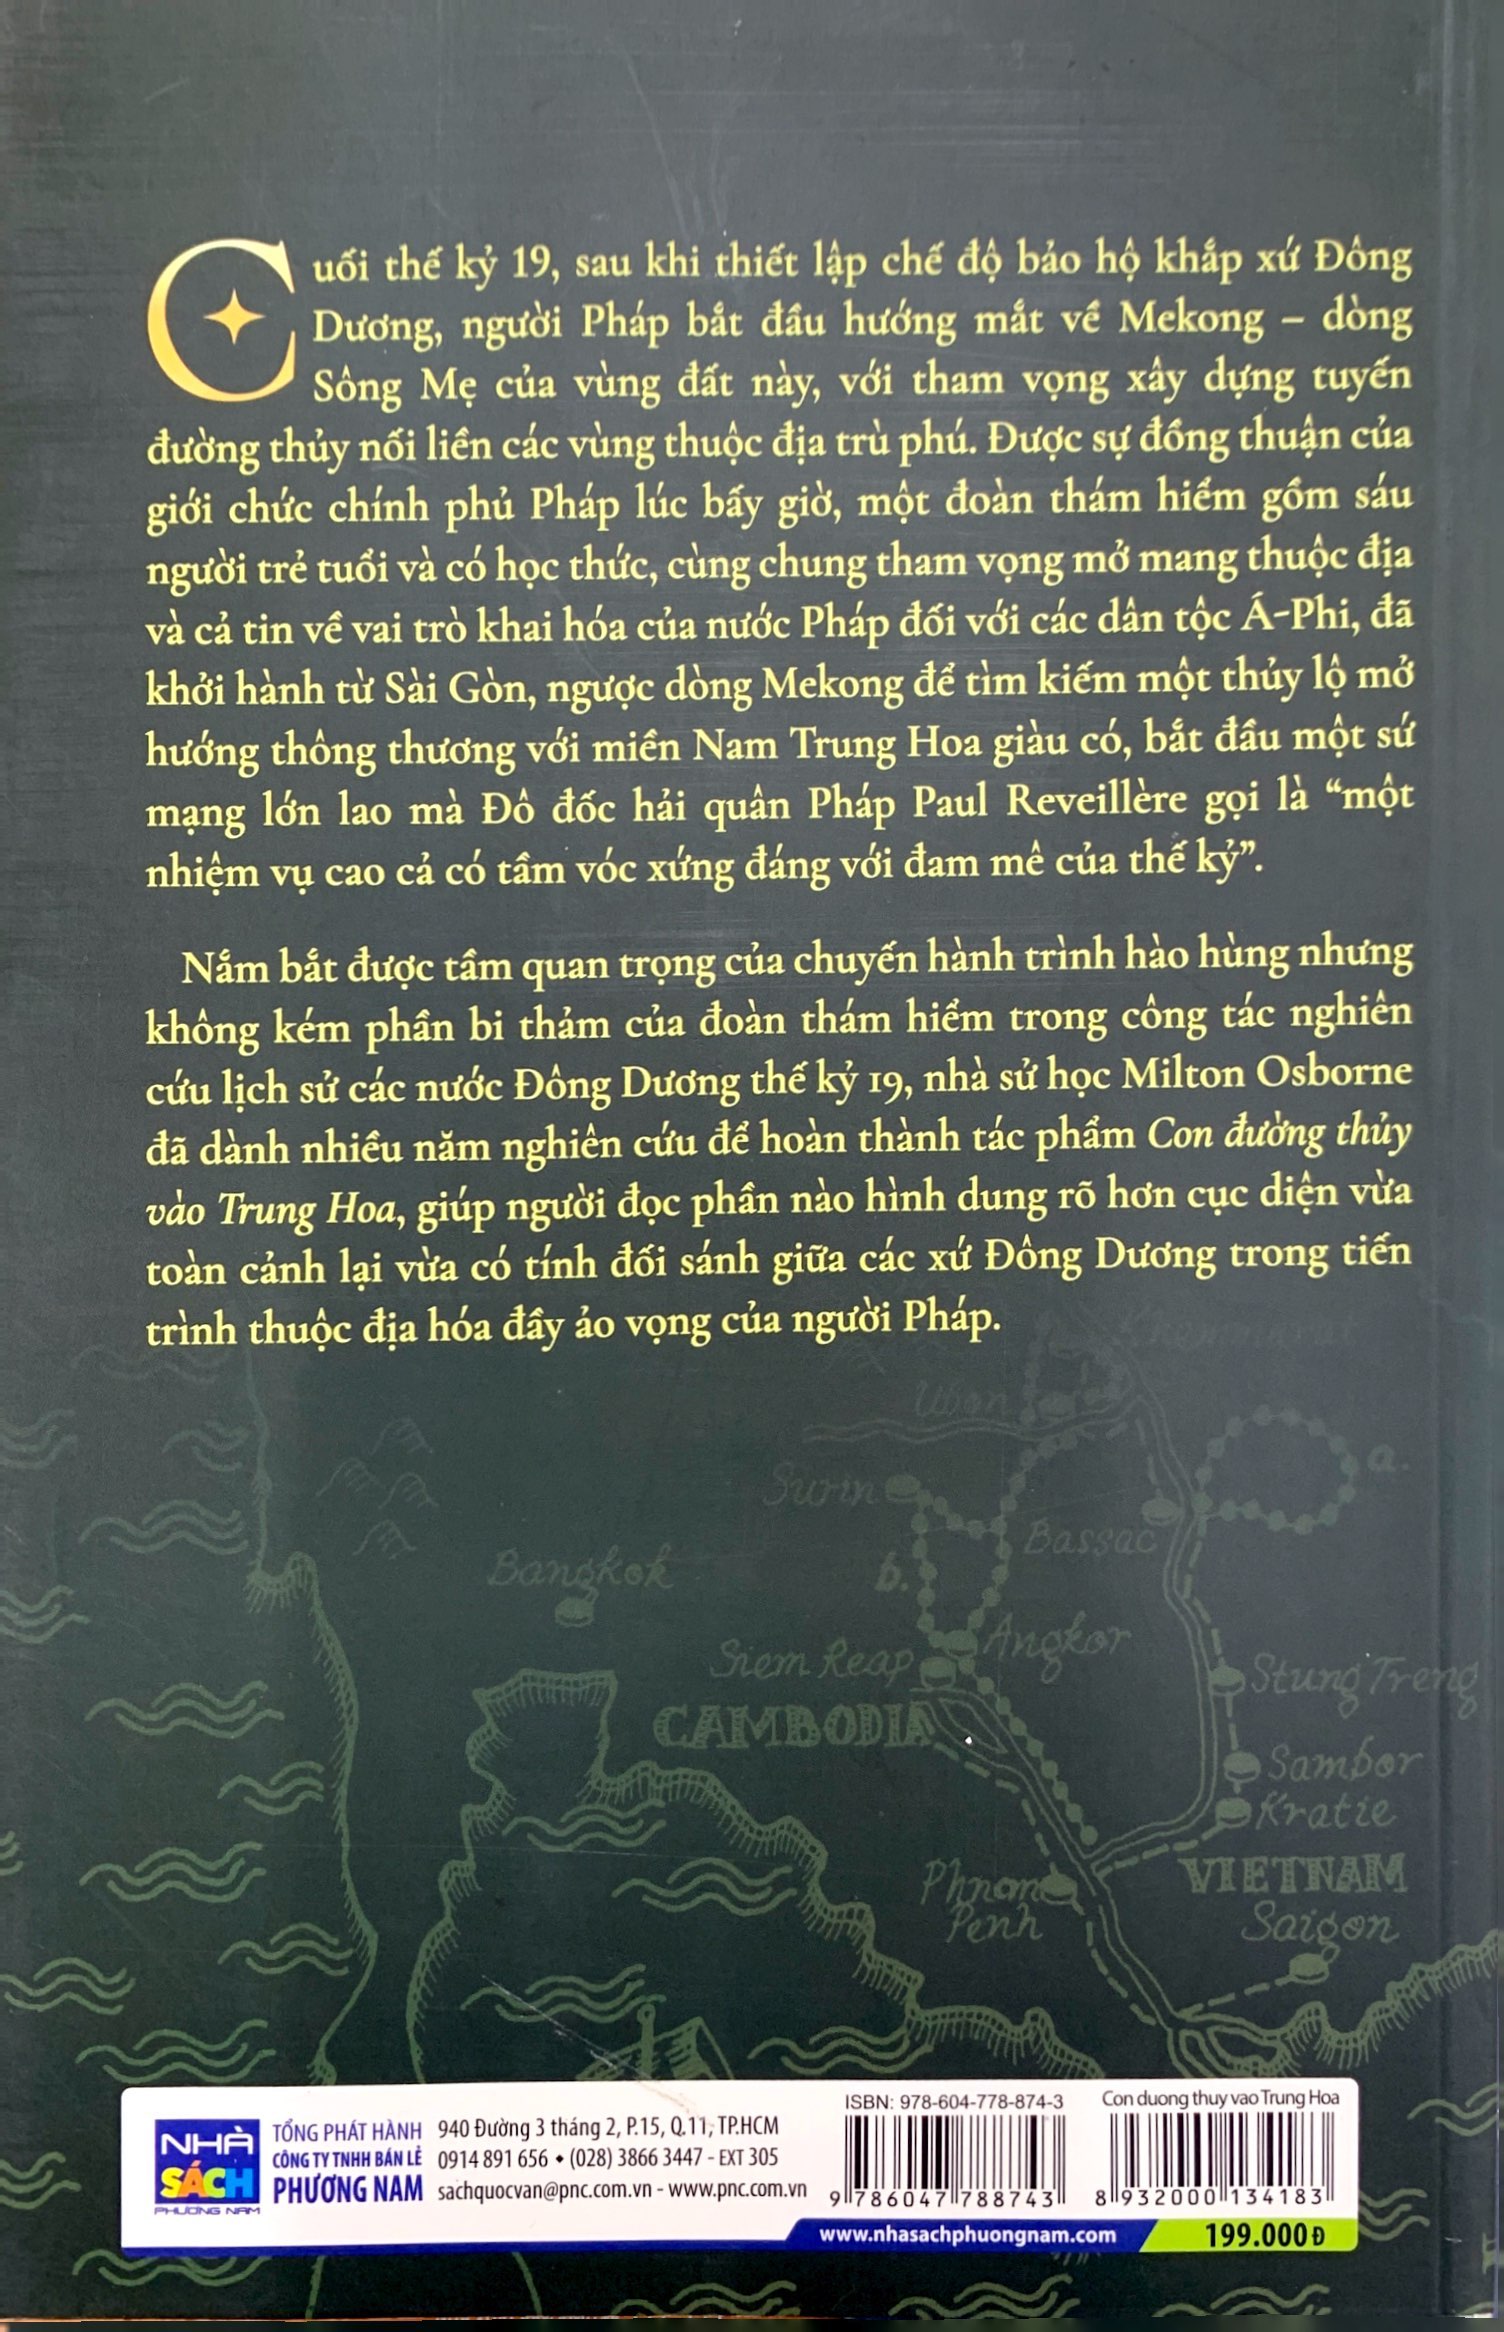 Cuối thế kỷ 19, sau khi thiết lập chế độ bảo hộ khắp xứ Đông
Dương, người Pháp bắt đầu hướng mắt về Mekong – dòng
Sông Mẹ của vùng đất này, với tham vọng xây dựng tuyến
đường thủy nối liền các vùng thuộc địa trù phú. Được sự đồng thuận của
giới chức chính phủ Pháp lúc bấy giờ, một đoàn thám hiểm gồm sáu
người trẻ tuổi và có học thức, cùng chung tham vọng mở mang thuộc địa
và cả tin về vai trò khai hóa của nước Pháp đối với các dân tộc Á-Phi, đã
khởi hành từ Sài Gòn, ngược dòng Mekong để tìm kiếm một thủy lộ mở
hướng thông thương với miền Nam Trung Hoa giàu có, bắt đầu một sứ
mạng lớn lao mà Đô đốc hải quân Pháp Paul Reveillère gọi là “một
nhiệm vụ cao cả có tầm vóc xứng đáng với đam mê của thế kỷ”.
Nắm bắt được tầm quan trọng của chuyến hành trình hào hùng nhưng
không kém phần bi thảm của đoàn thám hiểm trong công tác nghiên
cứu lịch sử các nước Đông Dương thế kỷ 19, nhà sử học Milton Osborne
đã dành nhiều năm nghiên cứu để hoàn thành tác phẩm Con đường thủy
vào Trung Hoa, giúp người đọc phần nào hình dung rõ hơn cục diện vừa
toàn cảnh lại vừa có tính đối sánh giữa các xứ Đông Dương trong tiến
trình thuộc địa hóa đầy ảo vọng của người Pháp.
Ubon
a.
Surin
Bassac
Bangkok
b.
Angkor
Siem Reap
Stung Treng
CAMBODIA
Sambor
Kratie
Phnom
Penh
VIETNAM
Saigon
NHÀ
SÁCH
PHUONG NAM
TỔNG PHÁT HÀNH
CÔNG TY TNHH BÁN LẺ
PHƯƠNG NAM
940 Đường 3 tháng 2, P.15, Q.11, TP.HCM
0914 891 656 • (028) 3866 3447 - EXT 305
sachquocvan@pnc.com.vn - www.pnc.com.vn
ISBN: 978-604-778-874-3
9 786047 788743
Con duong thuy vao Trung Hoa
8 932000 134183
www.nhasachphuongnam.com
199.000Đ